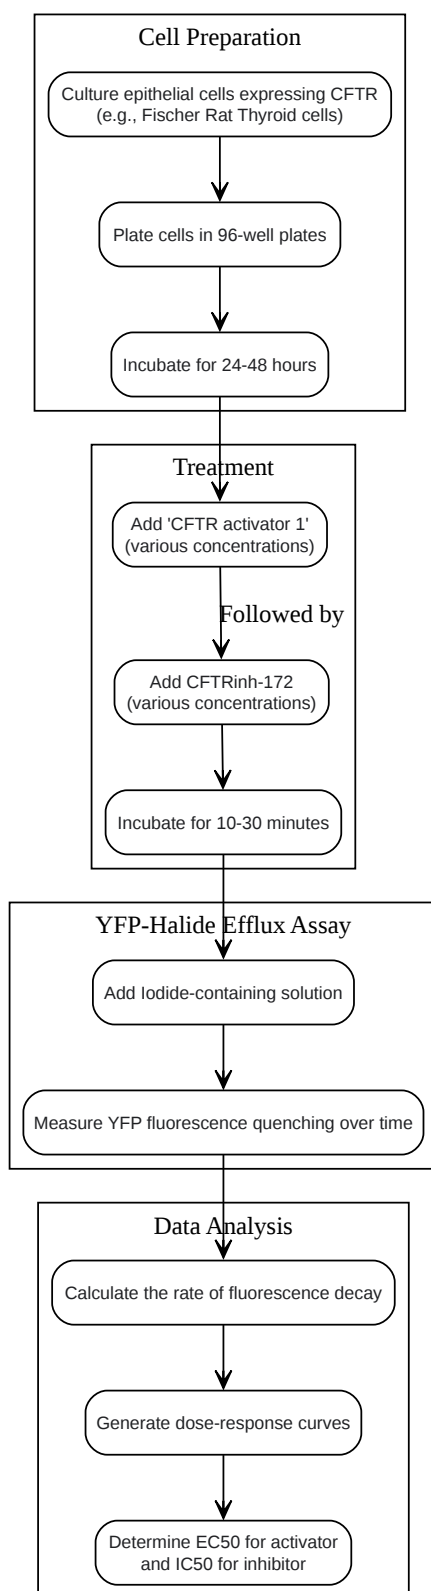 Cell Preparation
Culture epithelial cells expressing CFTR
(e.g., Fischer Rat Thyroid cells)
Plate cells in 96-well plates
Incubate for 24-48 hours
Treatment
Add 'CFTR activator 1'
(various concentrations)
Followed by
Add CFTRinh-172
(various concentrations)
Incubate for 10-30 minutes
YFP-Halide Efflux Assay
Add Iodide-containing solution
Measure YFP fluorescence quenching over time
Data Analysis
Calculate the rate of fluorescence decay
Generate dose-response curves
Determine EC50 for activator
and IC50 for inhibitor